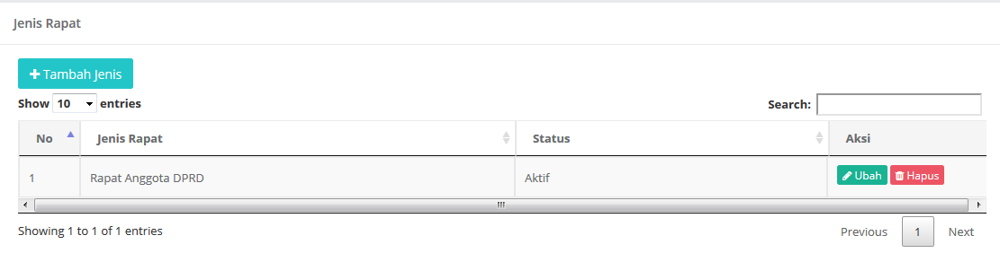 Jenis Rapat
Tambah Jenis
Show 10 entries
Search:
No Jenis Rapat Status Aksi
1 Rapat Anggota DPRD Aktif Ubah Hapus
Showing 1 to 1 of 1 entries
Previous 1 Next